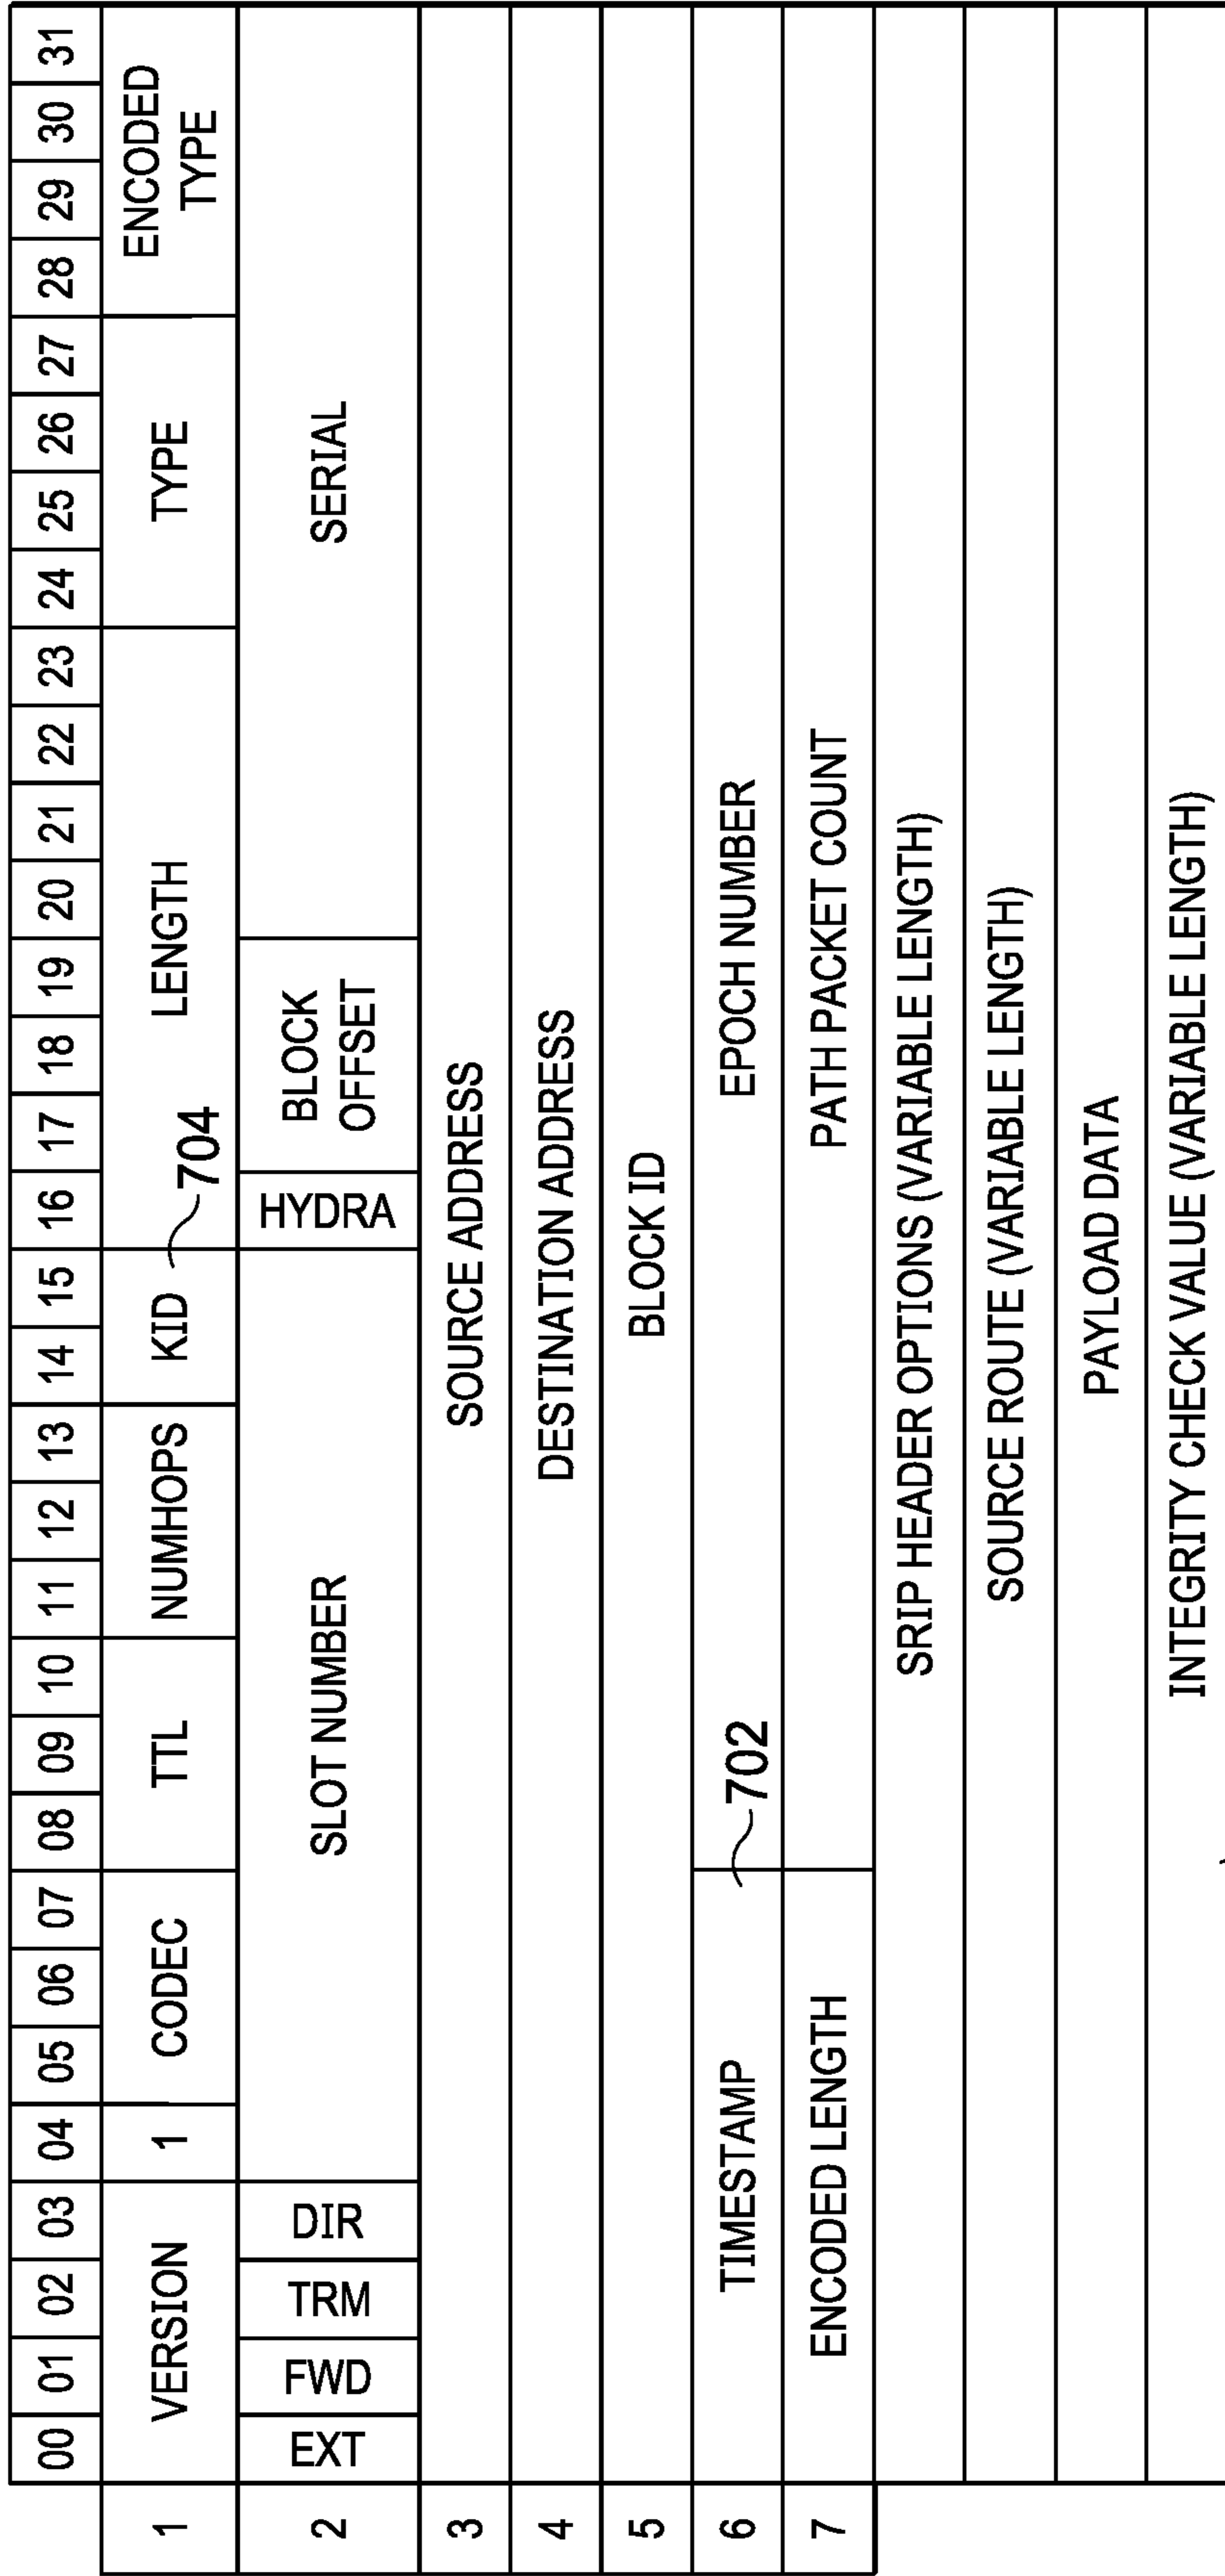 00 01 02 03 04 05 06 07 08 09 10 11 12 13 14 15 16 17 18 19 20 21 22 23 24 25 26 27 28 29 30 31
1 VERSION 1 CODEC TTL NUMHOPS KID 704 LENGTH TYPE ENCODED
TYPE
2 EXT FWD TRM DIR SLOT NUMBER HYDRA BLOCK
OFFSET SERIAL
3 SOURCE ADDRESS
4 DESTINATION ADDRESS
5 BLOCK ID
6 TIMESTAMP 702 EPOCH NUMBER
7 ENCODED LENGTH PATH PACKET COUNT
SRIP HEADER OPTIONS (VARIABLE LENGTH)
SOURCE ROUTE (VARIABLE LENGTH)
PAYLOAD DATA
INTEGRITY CHECK VALUE (VARIABLE LENGTH)